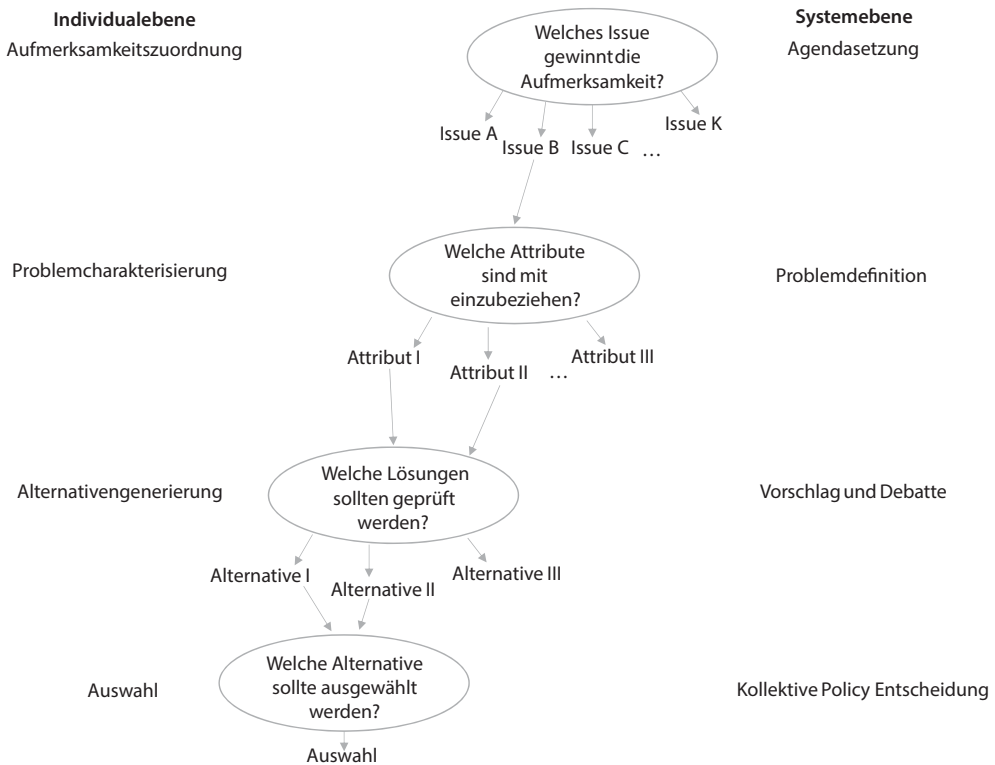 Individualebene
Aufmerksamkeitszuordnung
Welches Issue
gewinnt die
Aufmerksamkeit?
Systemebene
Agendasetzung
Issue A
Issue B
Issue C
...
Issue K
Problemcharakterisierung
Welche Attribute
sind mit
einzubeziehen?
Problemdefinition
Attribut I
Attribut II
...
Attribut III
Alternativengenerierung
Welche Lösungen
sollten geprüft
werden?
Vorschlag und Debatte
Alternative I
Alternative II
Alternative III
Auswahl
Welche Alternative
sollte ausgewählt
werden?
Kollektive Policy Entscheidung
Auswahl